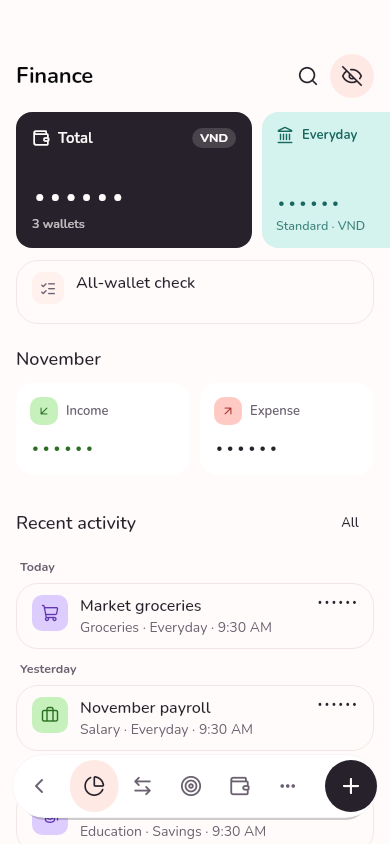 Finance
Total
VND
••••••
3 wallets
Everyday
••••••
Standard · VND
All-wallet check
November
Income
••••••
Expense
••••••
Recent activity
All
Today
Market groceries
••••••
Groceries · Everyday · 9:30 AM
Yesterday
November payroll
••••••
Salary · Everyday · 9:30 AM
Education · Savings · 9:30 AM